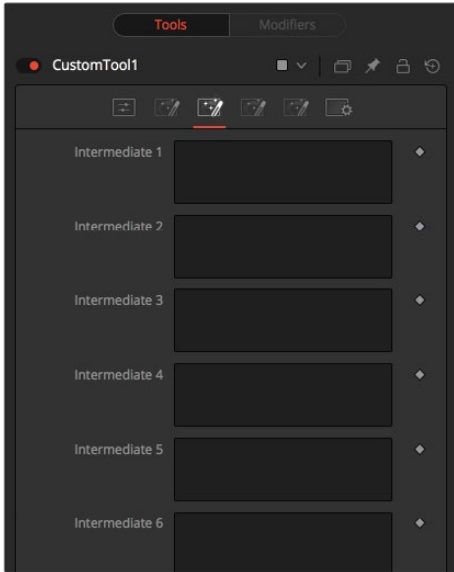 Tools Modifiers
CustomTool1
Intermediate 1
Intermediate 2
Intermediate 3
Intermediate 4
Intermediate 5
Intermediate 6